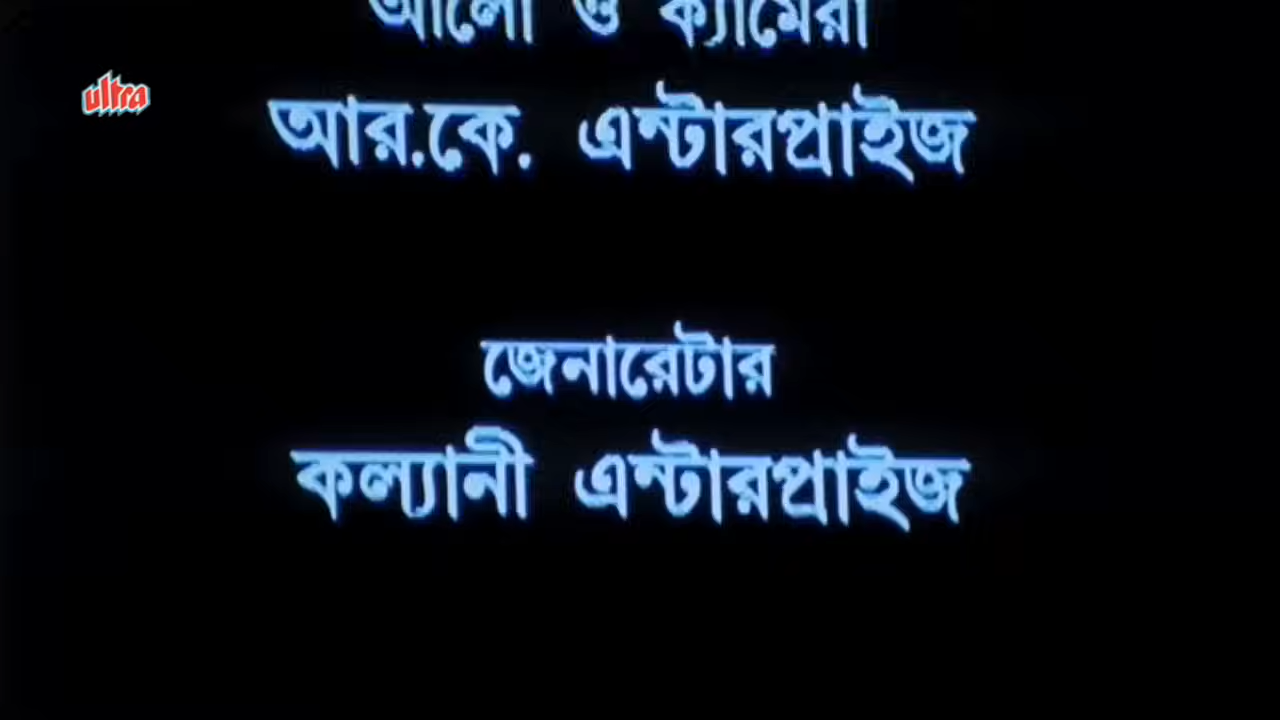 আলো ও ক্যামেরা
ultra
আর.কে. এন্টারপ্রাইজ
জেনারেটার
কল্যানী এন্টারপ্রাইজ